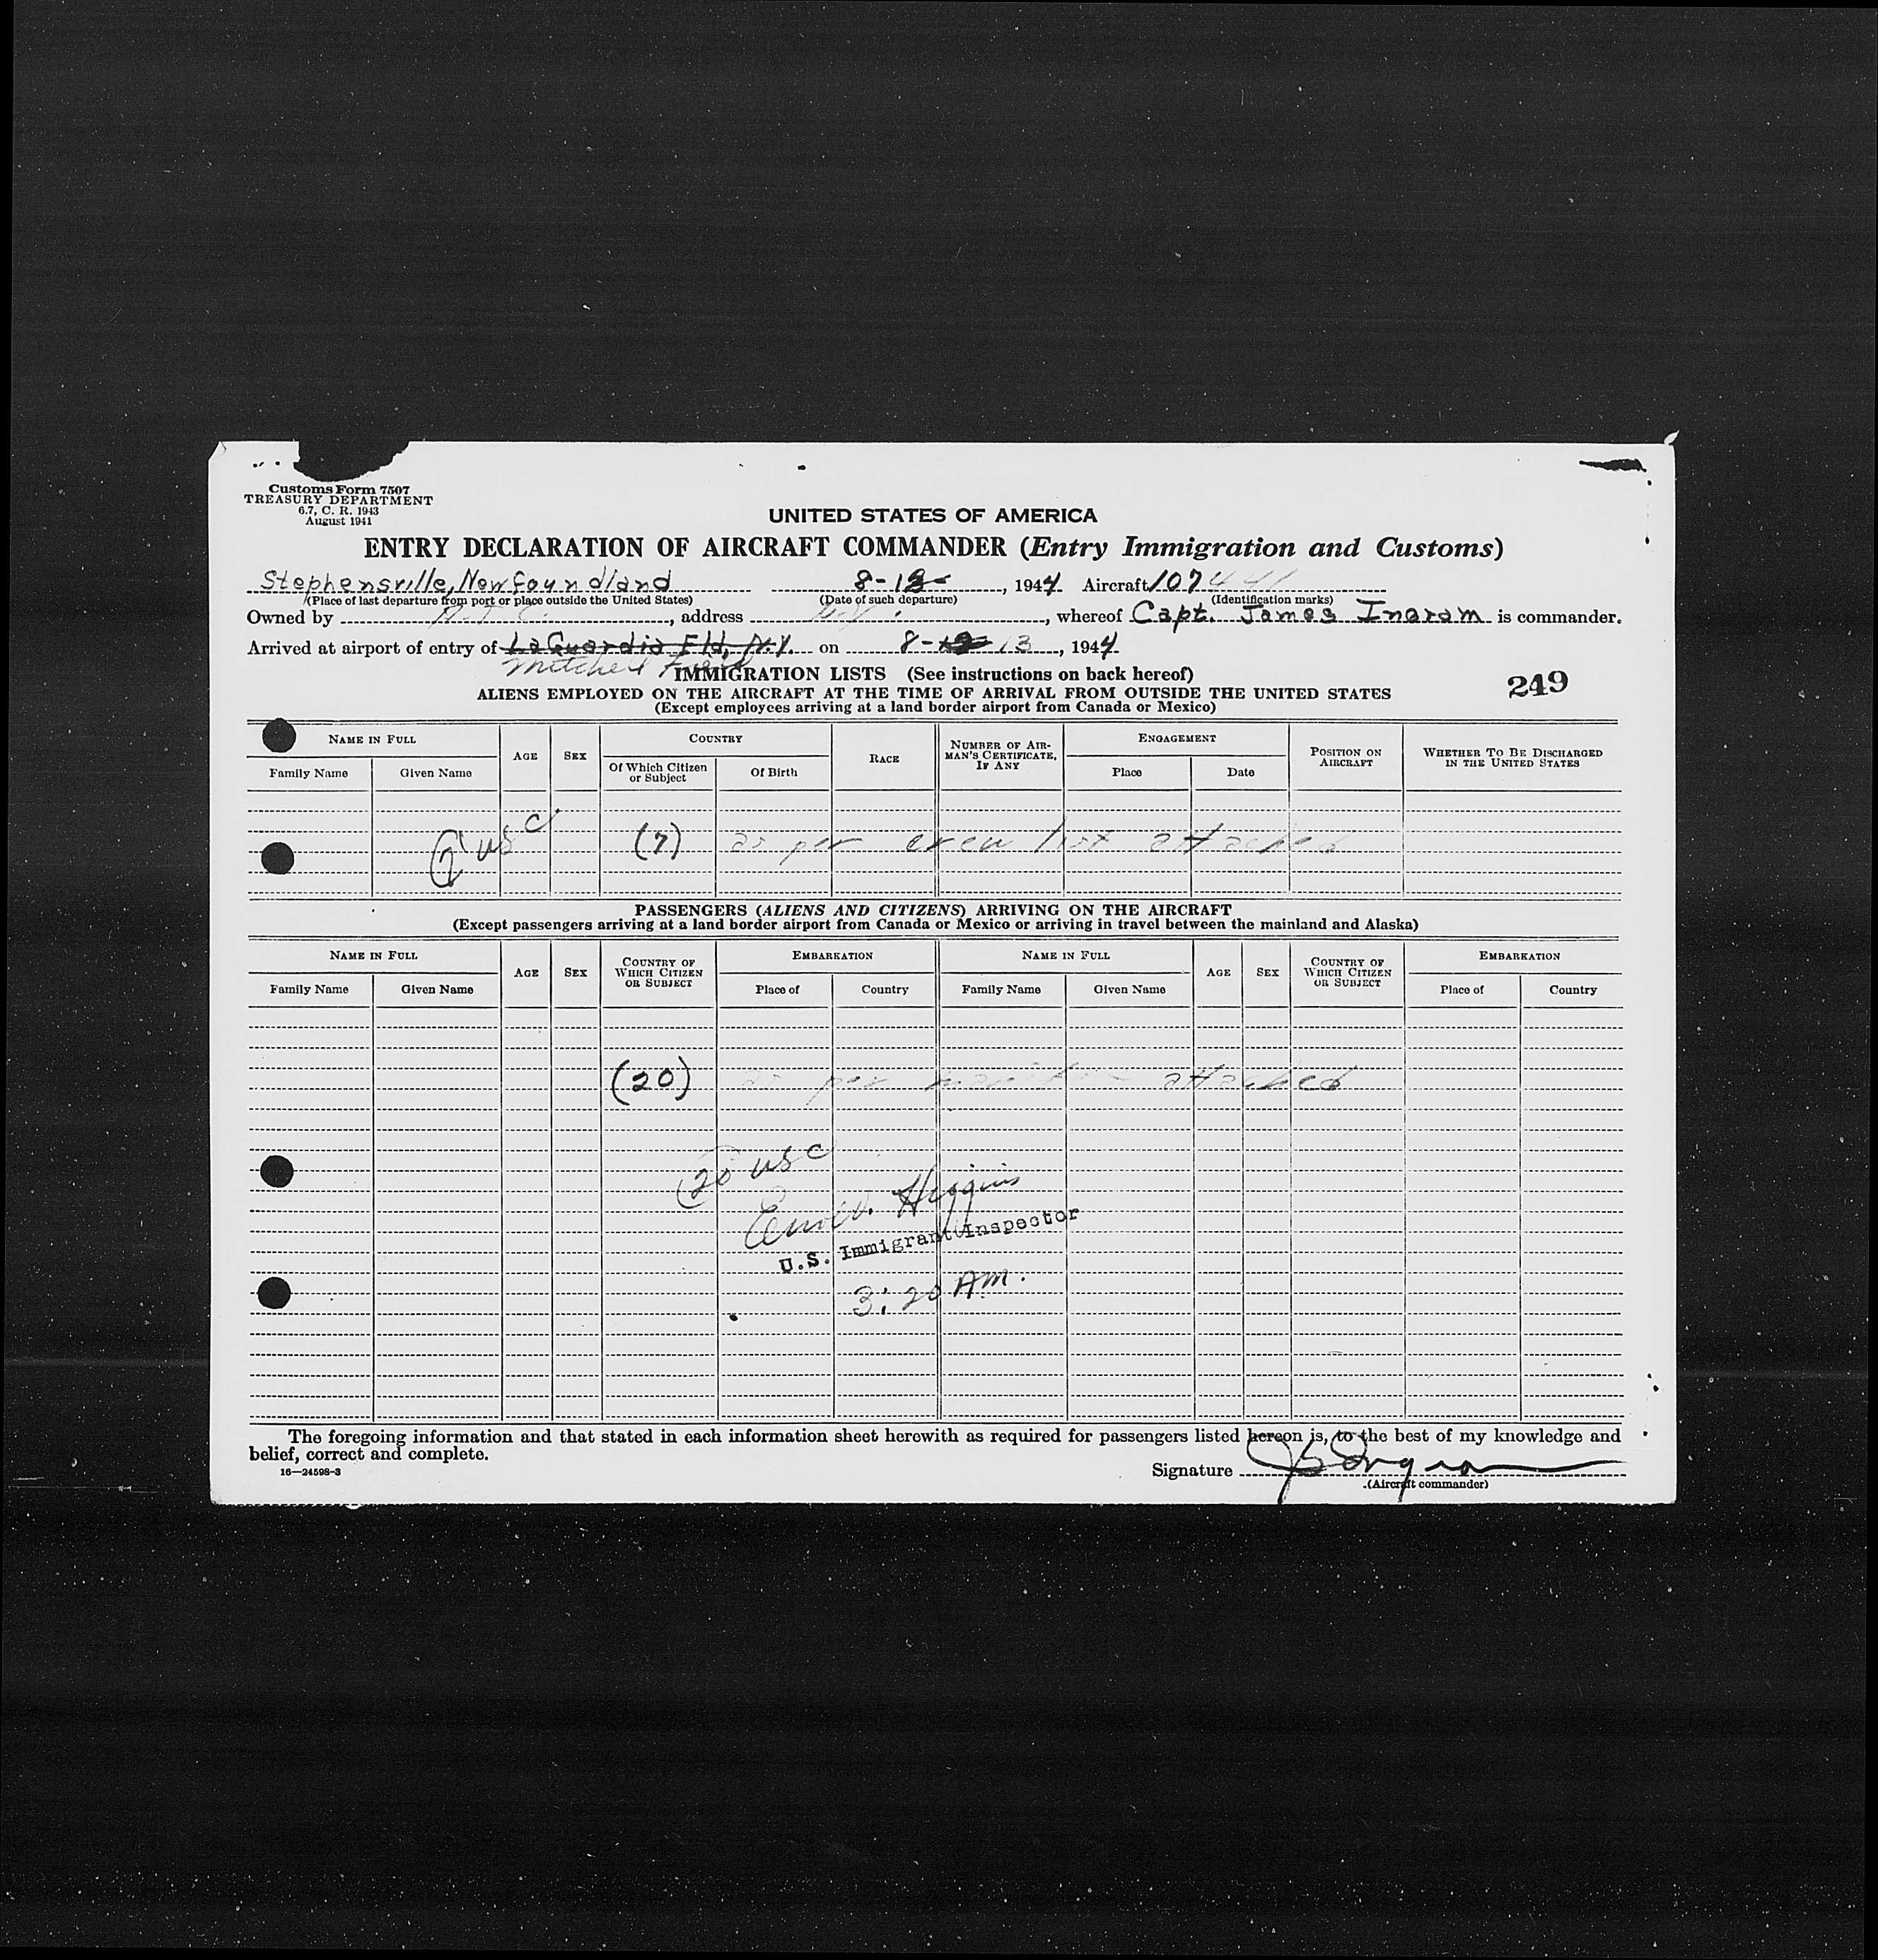 Customs Form 7507
TREASURY DEPARTMENT
6.7, C. R. 1943
August 1941
UNITED STATES OF AMERICA
ENTRY DECLARATION OF AIRCRAFT COMMANDER (Entry Immigration and Customs)
Stephensville, Newfoundland 8-12, 1944 Aircraft 107
(Place of last departure from port or place outside the United States) (Date of such departure) (Identification marks)
Owned by , address , whereof Capt. James Ingram is commander.
Arrived at airport of entry of LaGuardia Fld, N.Y. on 8-13, 1944
Mitchel Field
IMMIGRATION LISTS (See instructions on back hereof)
249
ALIENS EMPLOYED ON THE AIRCRAFT AT THE TIME OF ARRIVAL FROM OUTSIDE THE UNITED STATES
(Except employees arriving at a land border airport from Canada or Mexico)
NAME IN FULL AGE SEX COUNTRY RACE NUMBER OF AIRMAN'S CERTIFICATE, IF ANY ENGAGEMENT POSITION ON AIRCRAFT WHETHER TO BE DISCHARGED IN THE UNITED STATES
Family Name Given Name Of Which Citizen or Subject Of Birth Place Date
7 usc (7) as per crew list attached
PASSENGERS (ALIENS AND CITIZENS) ARRIVING ON THE AIRCRAFT
(Except passengers arriving at a land border airport from Canada or Mexico or arriving in travel between the mainland and Alaska)
NAME IN FULL AGE SEX COUNTRY OF WHICH CITIZEN OR SUBJECT EMBARKATION NAME IN FULL AGE SEX COUNTRY OF WHICH CITIZEN OR SUBJECT EMBARKATION
Family Name Given Name Place of Country Family Name Given Name Place of Country
(20) as per manifest attached
20 usc
Higgins
U.S. Immigrant Inspector
3:20 AM.
The foregoing information and that stated in each information sheet herewith as required for passengers listed hereon is, to the best of my knowledge and
belief, correct and complete.
16—24598-3
Signature J Ingram
(Aircraft commander)